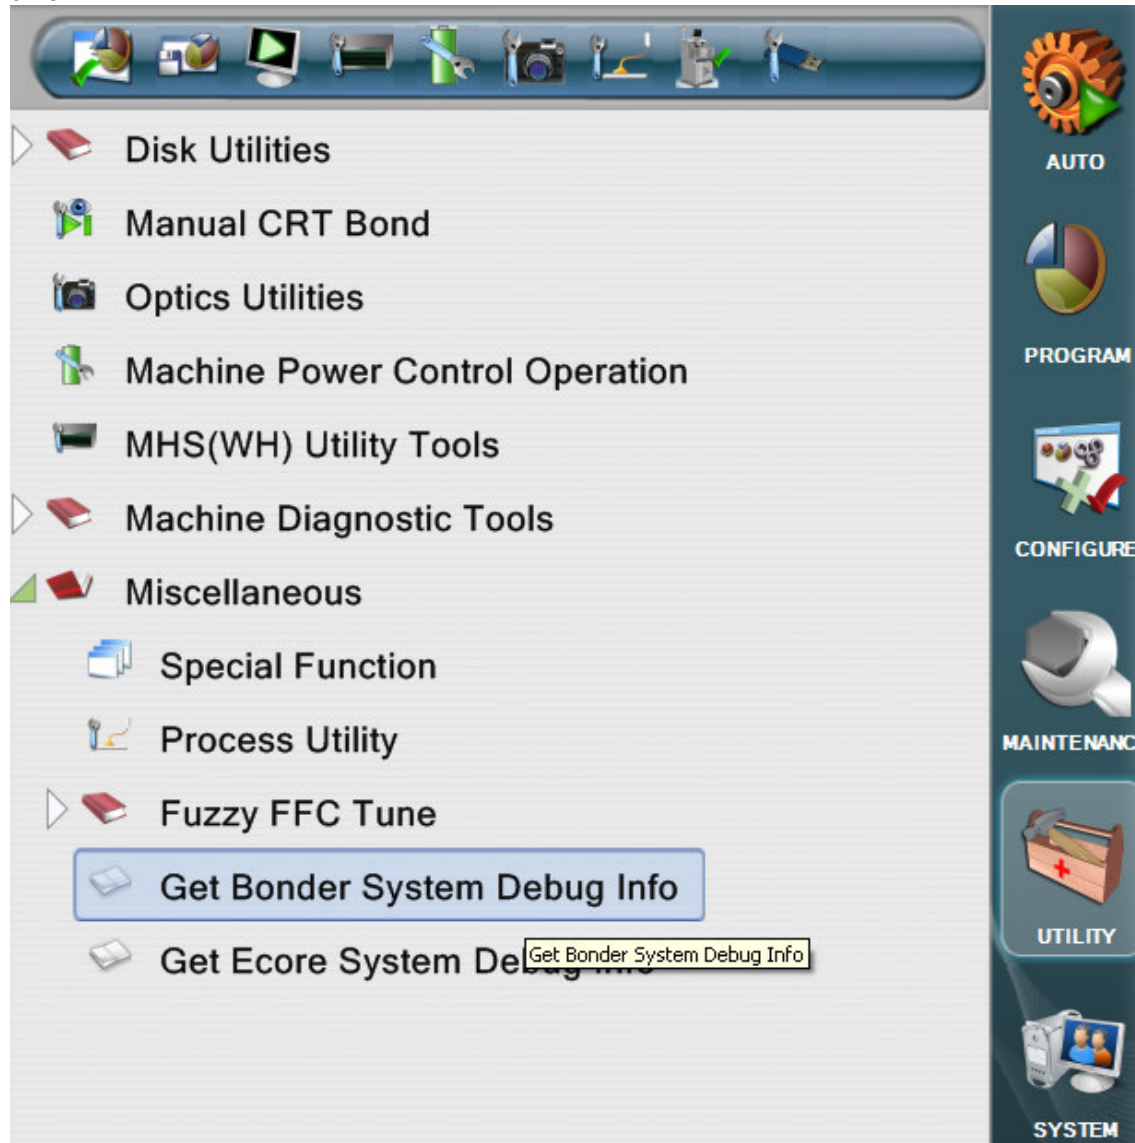 Disk Utilities
Manual CRT Bond
Optics Utilities
Machine Power Control Operation
MHS(WH) Utility Tools
Machine Diagnostic Tools
Miscellaneous
Special Function
Process Utility
Fuzzy FFC Tune
Get Bonder System Debug Info
Get Ecore System Debug Info
Get Bonder System Debug Info
AUTO
PROGRAM
CONFIGURE
MAINTENANC
UTILITY
SYSTEM